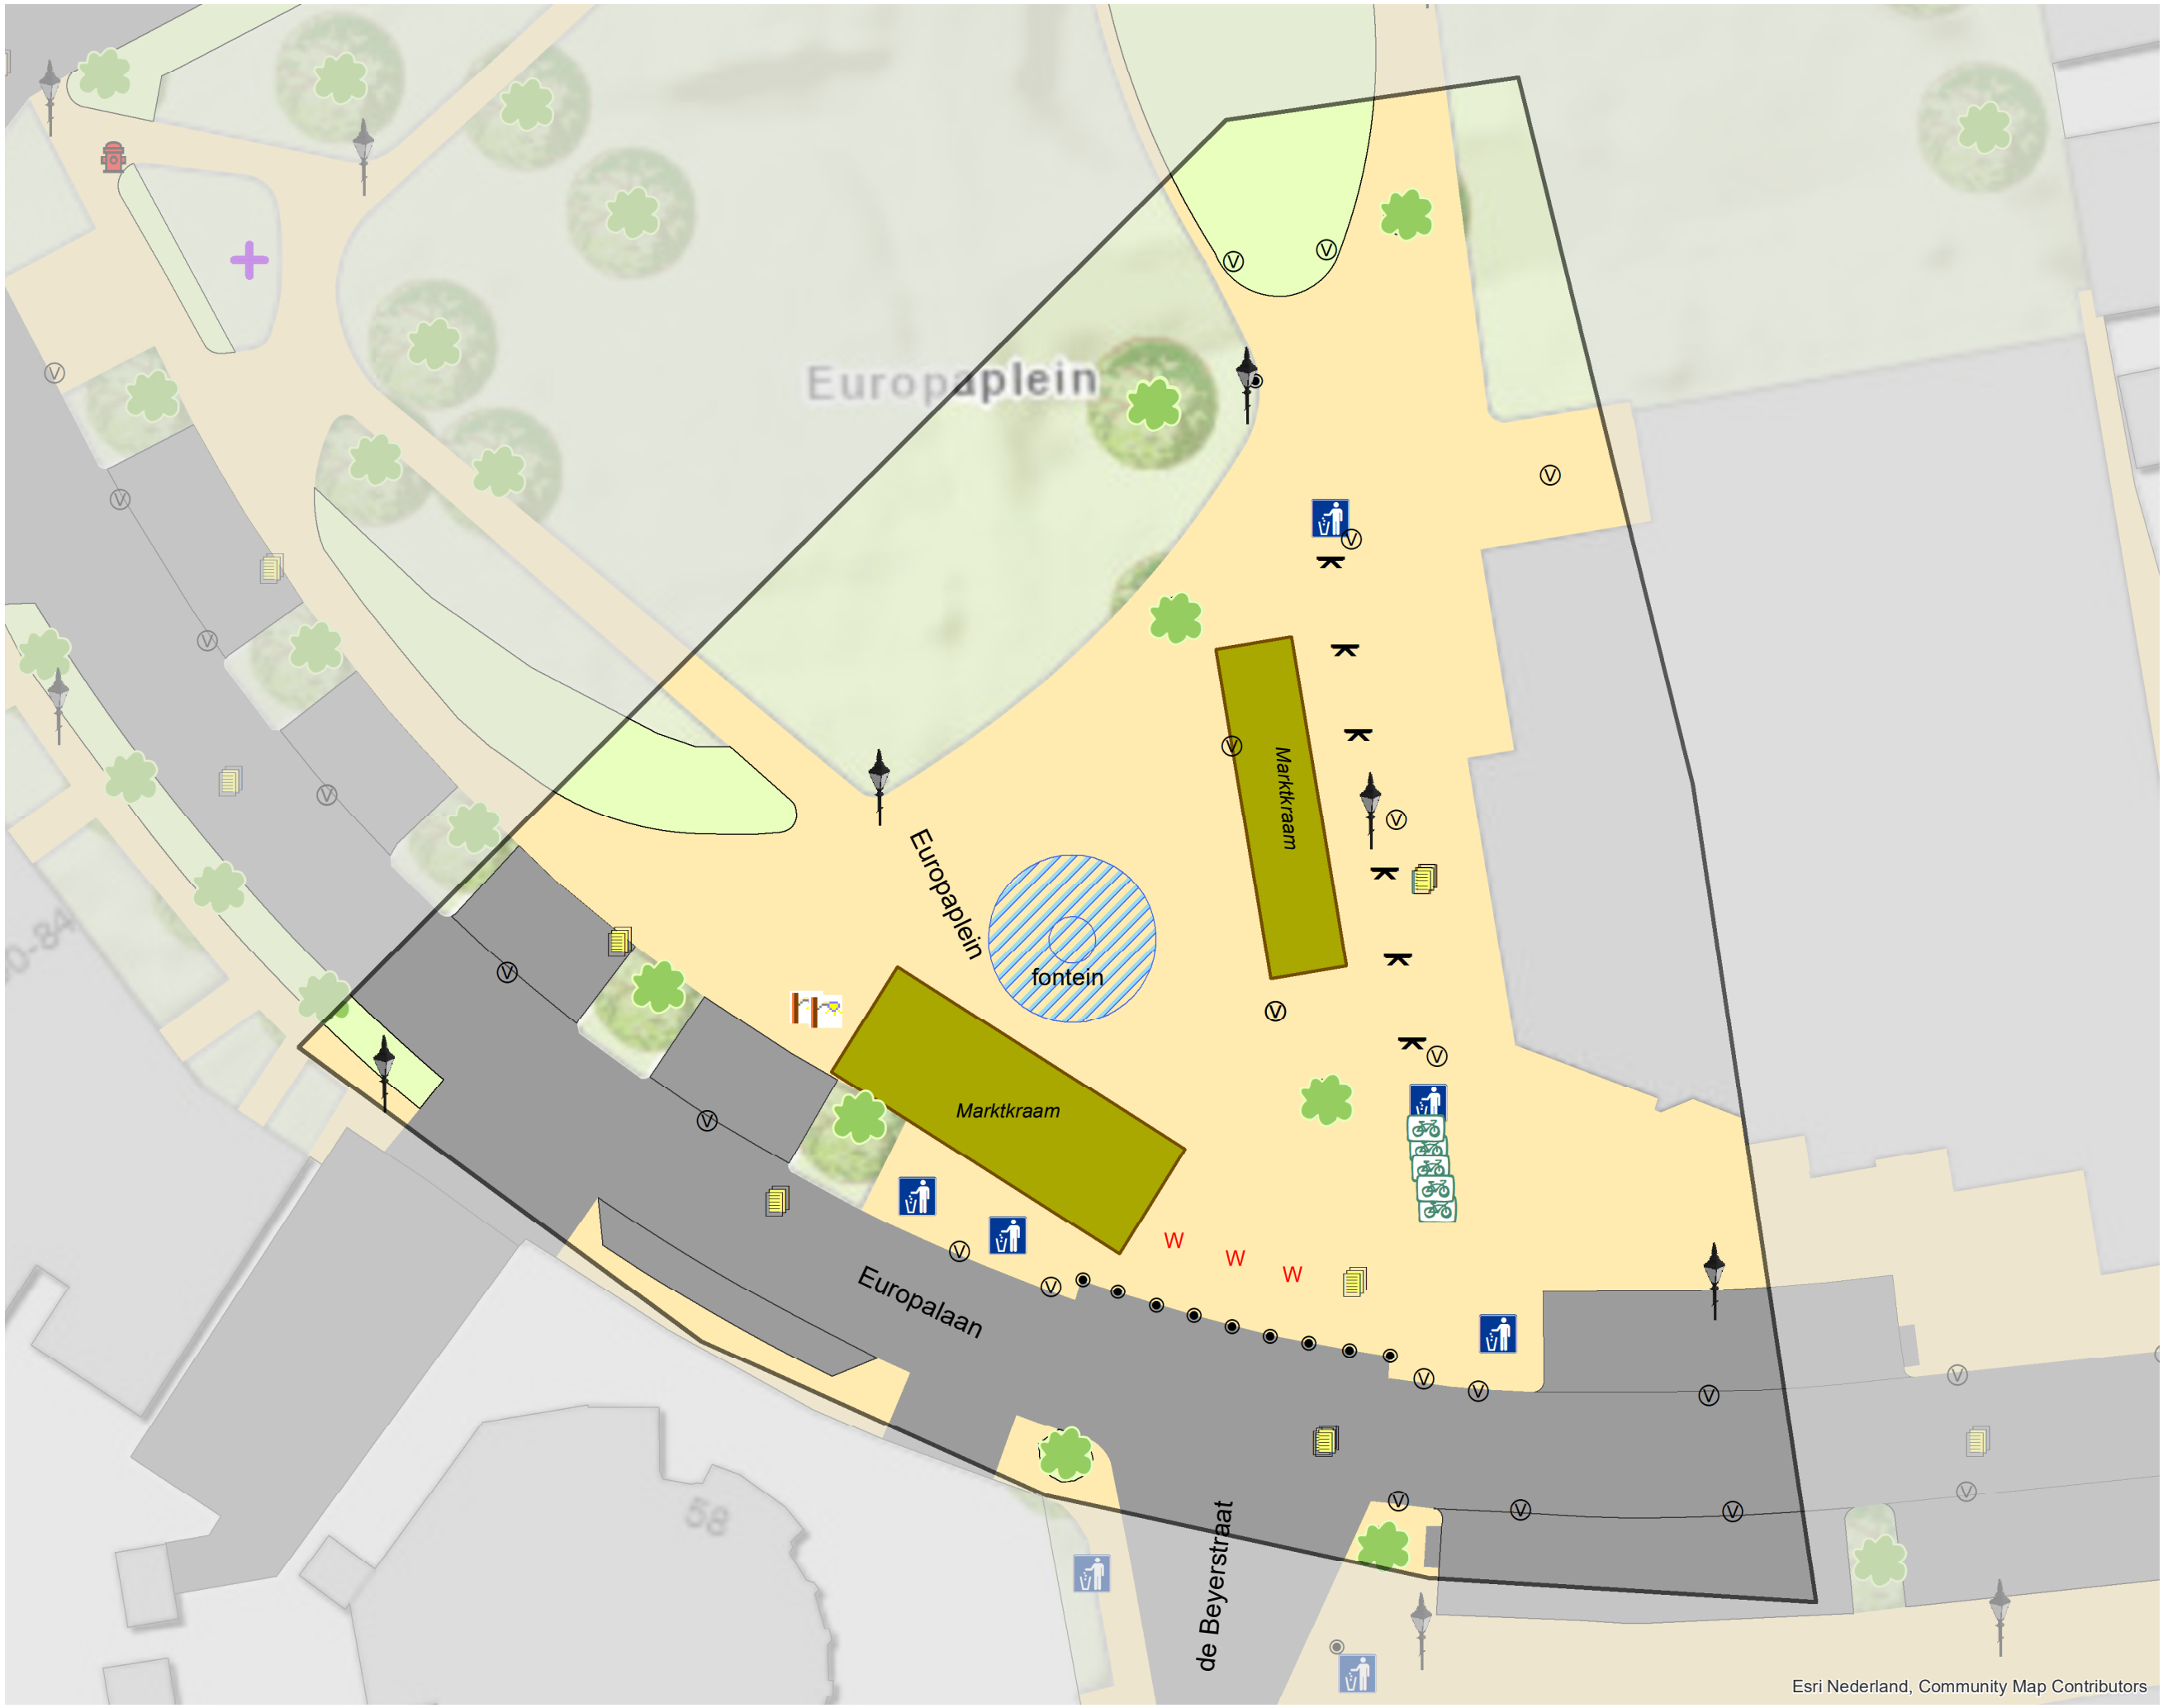 Europaplein
Marktkraam
Europaplein
fontein
Marktkraam
W
W
W
Europalaan
58
de Beyerstraat
Esri Nederland, Community Map Contributors